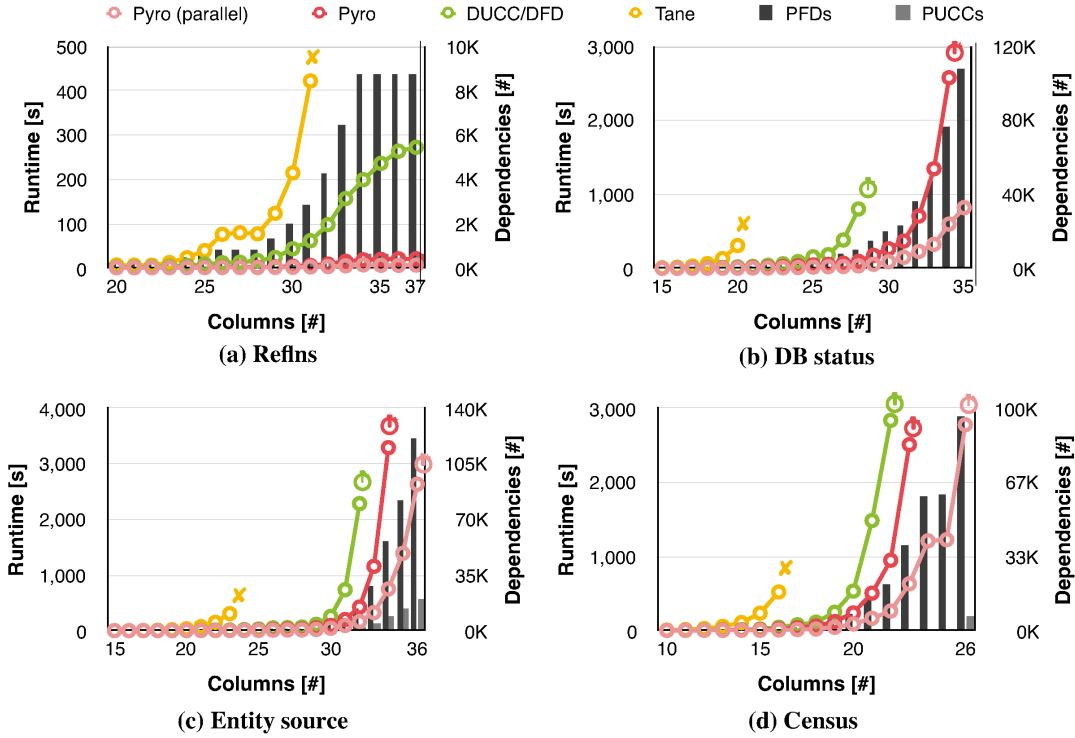 Pyro (parallel) Pyro DUCC/DFD Tane PFDs PUCCs
500 10K 3,000 120K
400 8K
300 6K 2,000 80K
200 4K 1,000 40K
100 2K
0 0K 0 0K
Runtime [s] Dependencies [#] Runtime [s] Dependencies [#]
20 25 30 35 37 15 20 25 30 35
Columns [#] Columns [#]
(a) RefIns (b) DB status
4,000 140K 3,000 100K
3,000 105K 2,000 67K
2,000 70K
1,000 35K 1,000 33K
0 0K 0 0K
Runtime [s] Dependencies [#] Runtime [s] Dependencies [#]
15 20 25 30 36 10 15 20 26
Columns [#] Columns [#]
(c) Entity source (d) Census